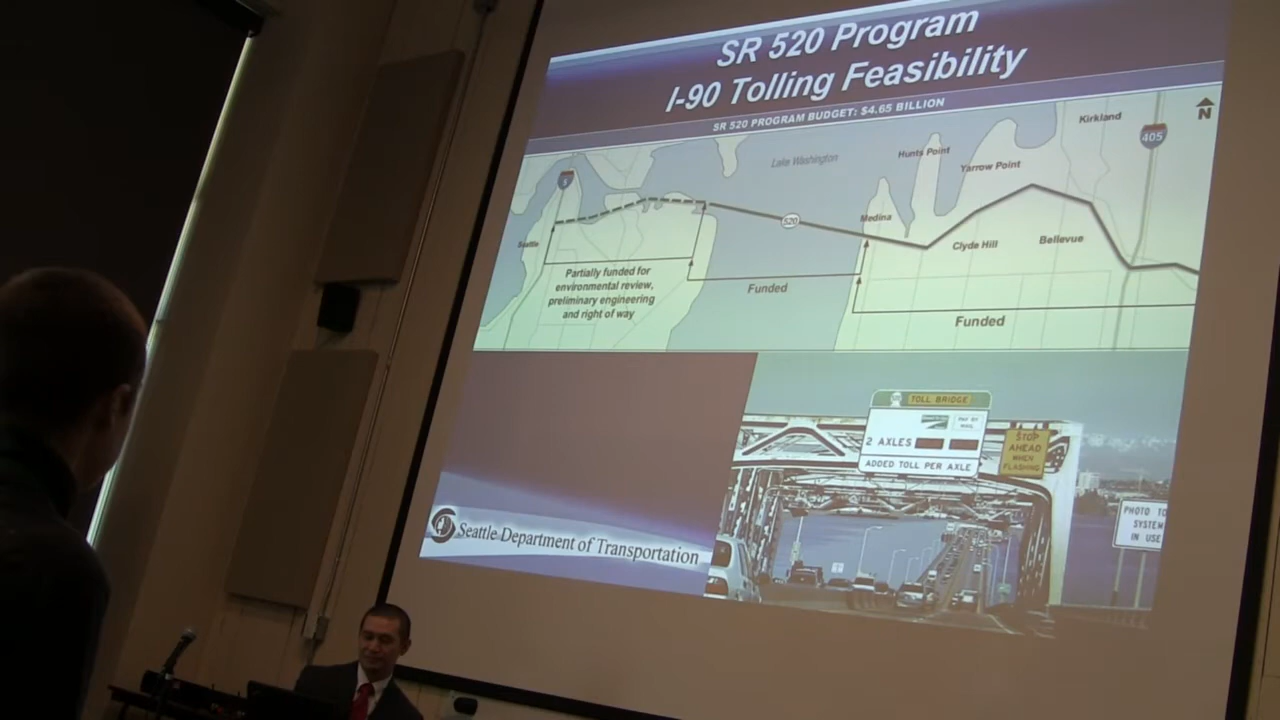 SR 520 Program
I-90 Tolling Feasibility
SR 520 PROGRAM BUDGET: $4.65 BILLION
Kirkland
N
405
Lake Washington
Hunts Point
Yarrow Point
5
520
Medina
Seattle
Clyde Hill
Bellevue
Partially funded for
environmental review,
preliminary engineering
and right of way
Funded
Funded
TOLL BRIDGE
PAY BY
MAIL
2 AXLES
ADDED TOLL PER AXLE
STOP
AHEAD
WHEN
FLASHING
PHOTO TO
SYSTEM
IN USE
Seattle Department of Transportation